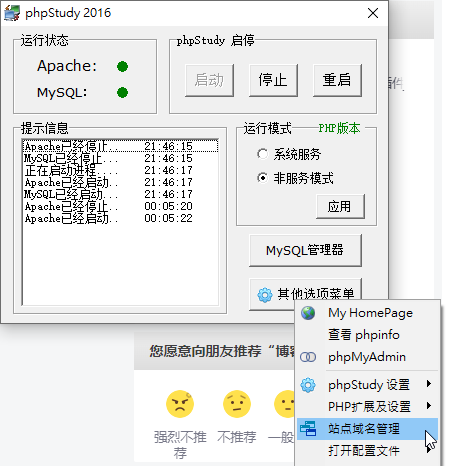 phpStudy 2016
运行状态
Apache:
MySQL:
phpStudy 启停
启动 停止 重启
提示信息
Apache已经停止.. 21:46:15
MySQL已经停止... 21:46:15
正在启动进程.... 21:46:17
Apache已经启动.. 21:46:17
MySQL已经启动... 21:46:17
Apache已经停止.. 00:05:20
Apache已经启动.. 00:05:22
运行模式 PHP版本
系统服务
非服务模式
应用
MySQL管理器
其他选项菜单
My HomePage
查看 phpinfo
phpMyAdmin
phpStudy 设置
PHP扩展及设置
站点域名管理
打开配置文件
您愿意向朋友推荐“博客
强烈不推荐
不推荐
一般